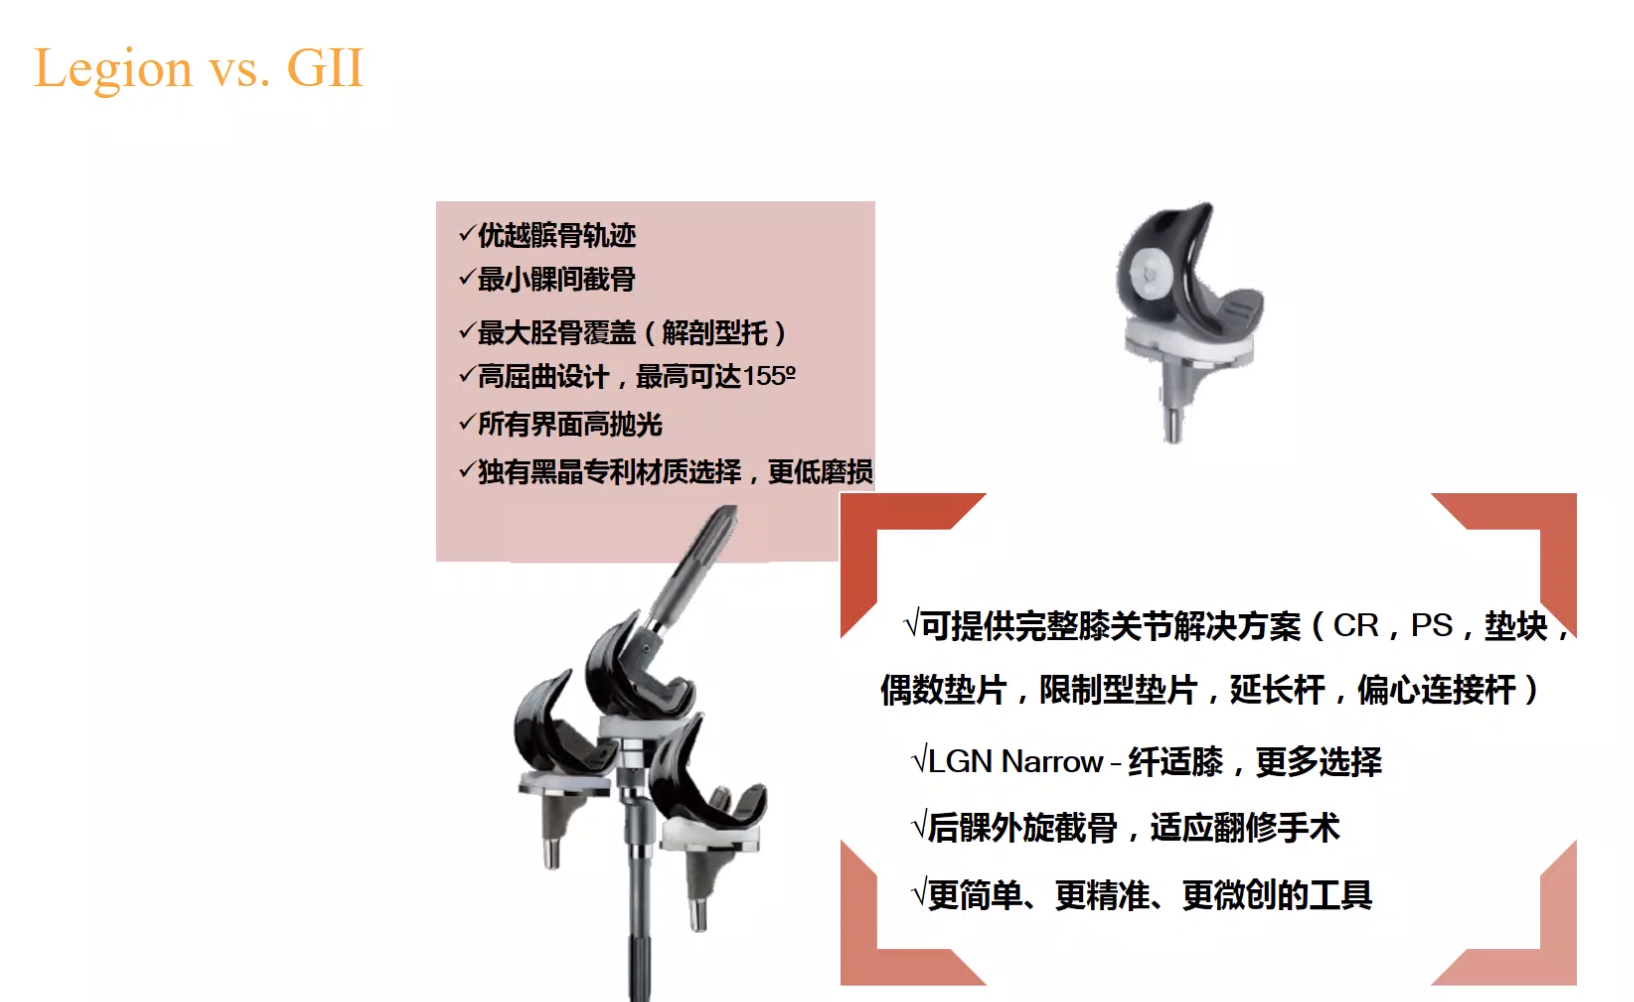 Legion vs. GII
✓优越髌骨轨迹
✓最小髁间截骨
✓最大胫骨覆盖（解剖型托）
✓高屈曲设计，最高可达155º
✓所有界面高抛光
✓独有黑晶专利材质选择，更低磨损
√可提供完整膝关节解决方案（CR，PS，垫块，
偶数垫片，限制型垫片，延长杆，偏心连接杆）
√LGN Narrow – 纤适膝，更多选择
√后髁外旋截骨，适应翻修手术
√更简单、更精准、更微创的工具